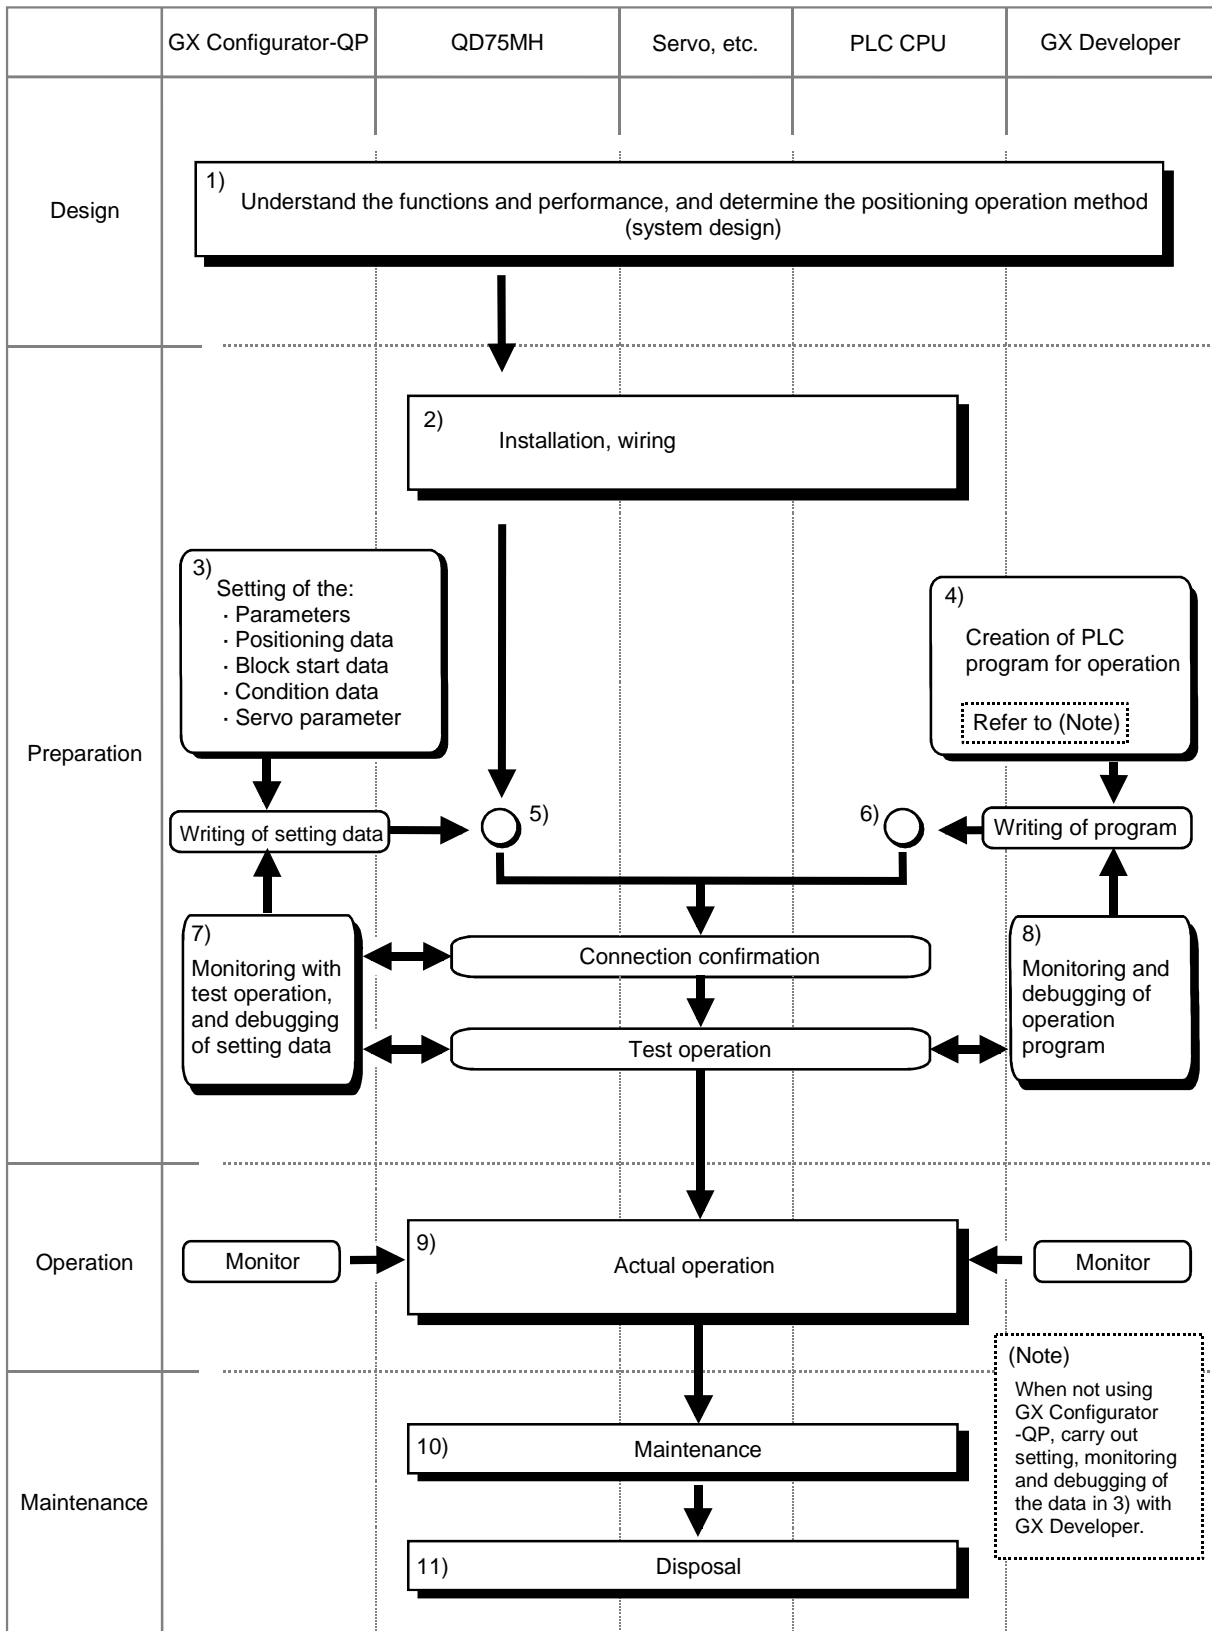 GX Configurator-QP
QD75MH
Servo, etc.
PLC CPU
GX Developer
Design
1)
Understand the functions and performance, and determine the positioning operation method
(system design)
Preparation
2)
Installation, wiring
3)
Setting of the:
· Parameters
· Positioning data
· Block start data
· Condition data
· Servo parameter
4)
Creation of PLC
program for operation
Refer to (Note)
Writing of setting data
5)
6)
Writing of program
7)
Monitoring with
test operation,
and debugging
of setting data
Connection confirmation
Test operation
8)
Monitoring and
debugging of
operation
program
Operation
Monitor
9)
Actual operation
Monitor
(Note)
When not using
GX Configurator
-QP, carry out
setting, monitoring
and debugging of
the data in 3) with
GX Developer.
Maintenance
10)
Maintenance
11)
Disposal